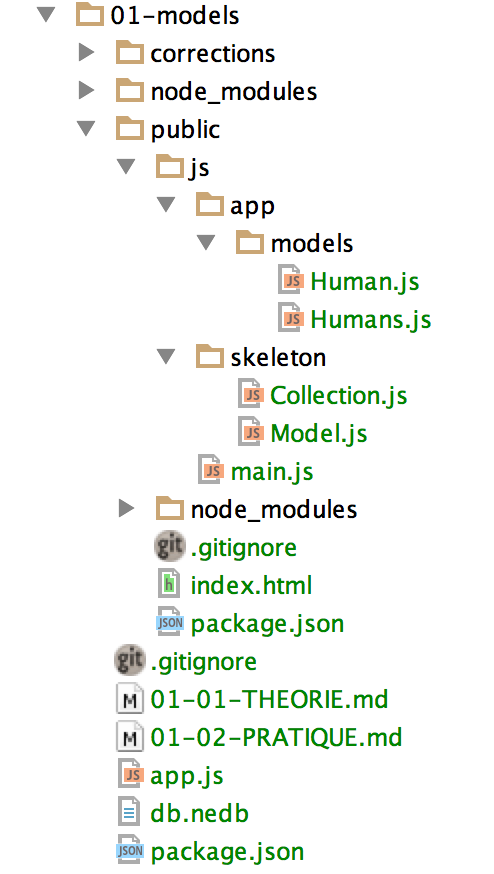 01-models
corrections
node_modules
public
js
app
models
JS Human.js
JS Humans.js
skeleton
JS Collection.js
JS Model.js
JS main.js
node_modules
git .gitignore
h index.html
JSON package.json
git .gitignore
M 01-01-THEORIE.md
M 01-02-PRATIQUE.md
JS app.js
db.nedb
JSON package.json